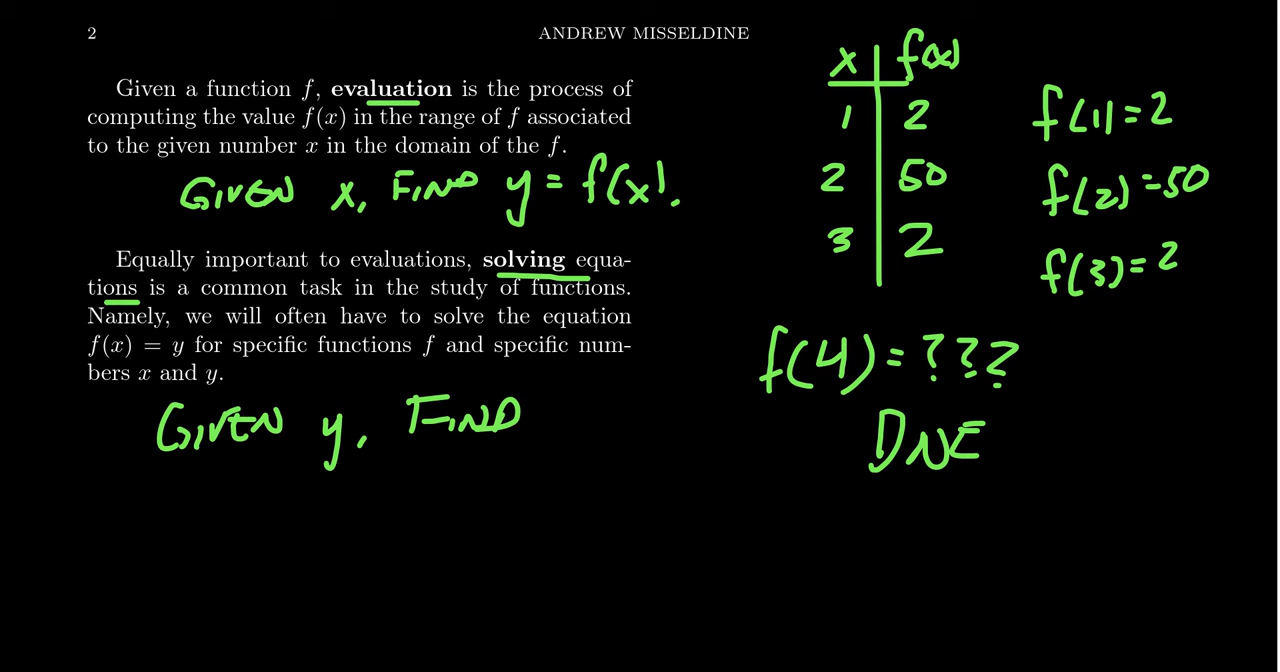 2
ANDREW MISSELDINE
Given a function f, evaluation is the process of
computing the value f(x) in the range of f associated
to the given number x in the domain of the f.
GIVEN x, FIND y = f(x).
Equally important to evaluations, solving equa-
tions is a common task in the study of functions.
Namely, we will often have to solve the equation
f(x) = y for specific functions f and specific num-
bers x and y.
GIVEN y, FIND
x f(x)
1 2
2 50
3 2
f(1) = 2
f(2) = 50
f(3) = 2
f(4) = ???
DNE